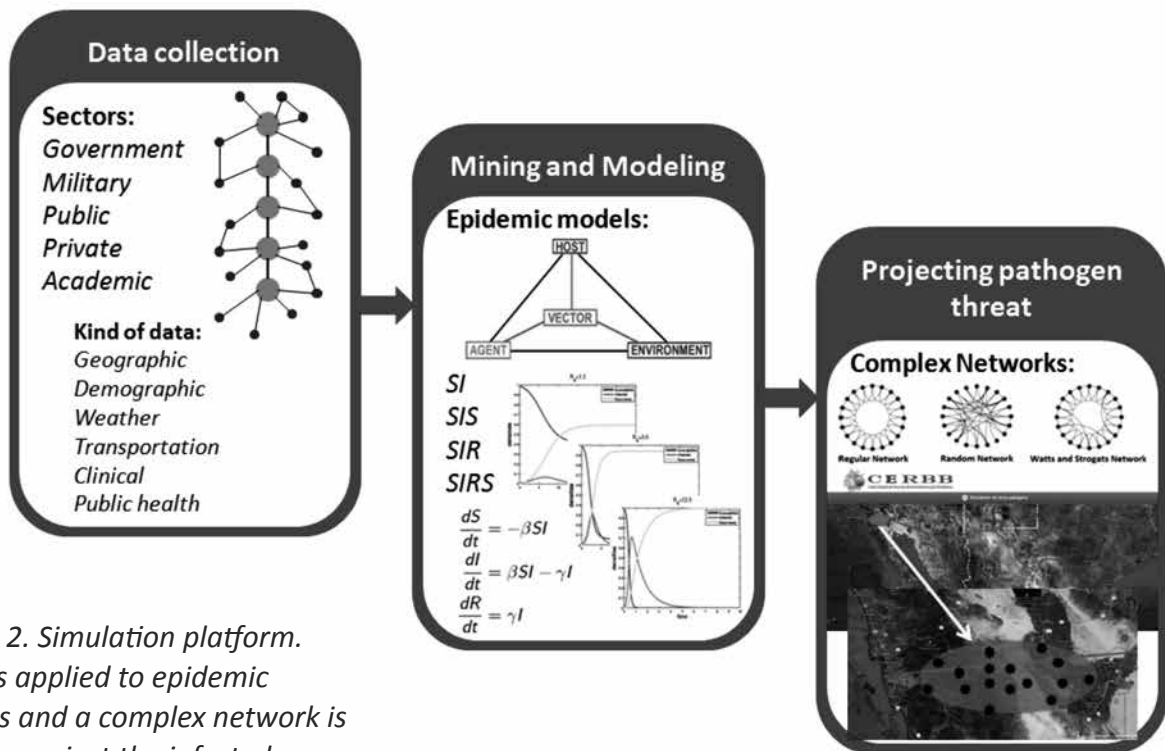 Data collection
Sectors:
Government
Military
Public
Private
Academic
Kind of data:
Geographic
Demographic
Weather
Transportation
Clinical
Public health
Mining and Modeling
Epidemic models:
HOST
VECTOR
AGENT
ENVIRONMENT
SI
SIS
SIR
SIRS
dS/dt = −βSI
dI/dt = βSI − γI
dR/dt = γI
Projecting pathogen
threat
Complex Networks:
Regular Network
Random Network
Watts and Strogats Network
CERBB
2. Simulation platform.
s applied to epidemic
s and a complex network is